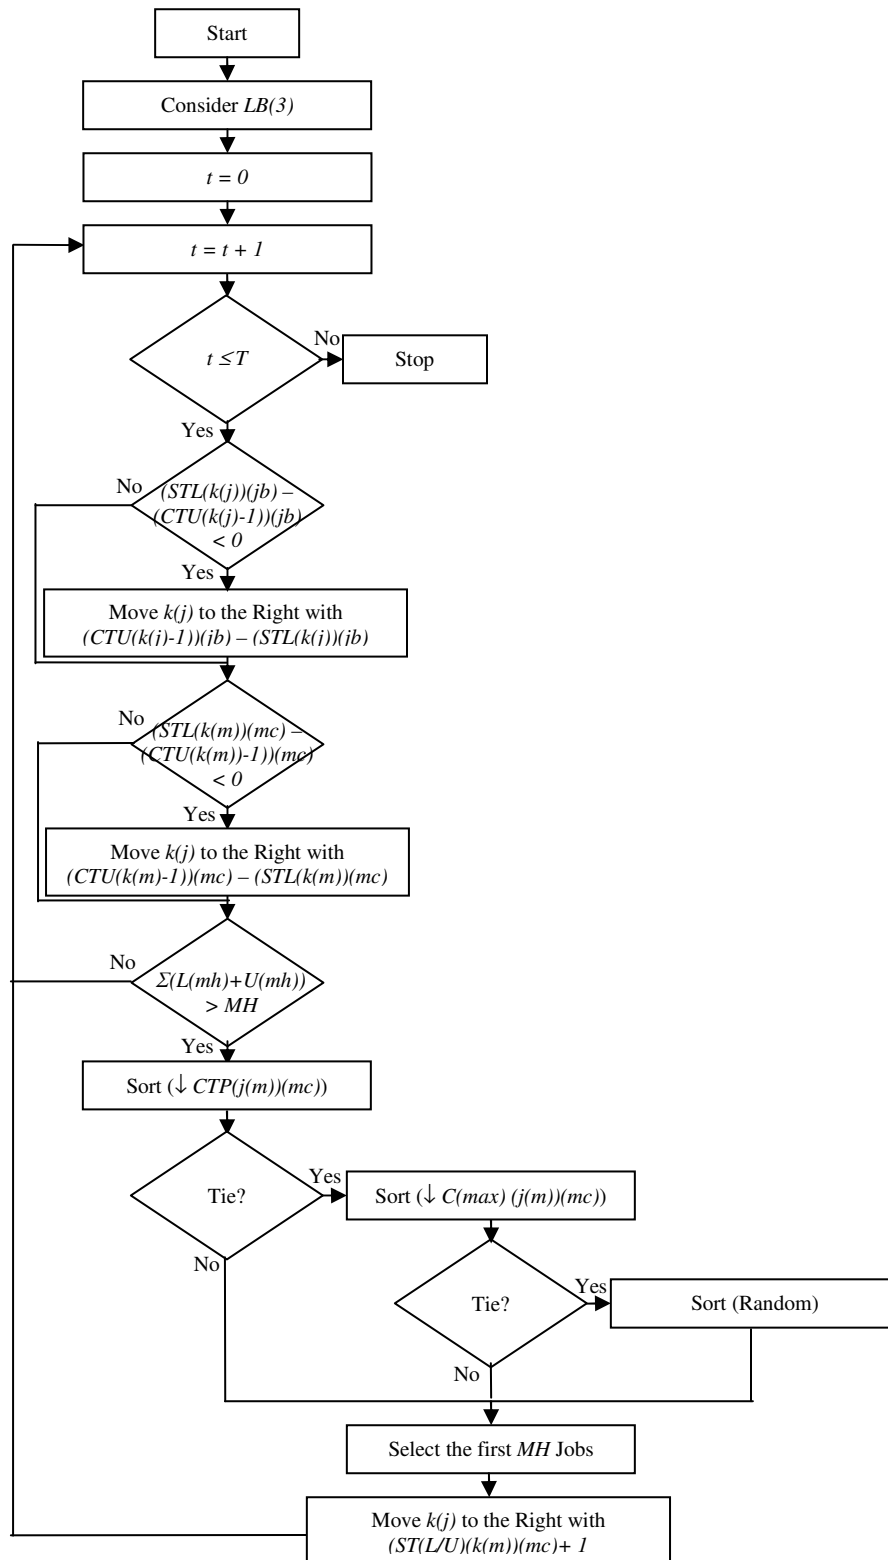 Start
Consider LB(3)
t = 0
t = t + 1
t ≤T
No
Stop
Yes
No
(STL(k(j))(jb) –
(CTU(k(j)-1))(jb)
< 0
Yes
Move k(j) to the Right with
(CTU(k(j)-1))(jb) – (STL(k(j))(jb)
No
(STL(k(m))(mc) –
(CTU(k(m))-1))(mc)
< 0
Yes
Move k(j) to the Right with
(CTU(k(m)-1))(mc) – (STL(k(m))(mc)
No
Σ(L(mh)+U(mh))
> MH
Yes
Sort (↓ CTP(j(m))(mc))
Tie?
Yes
Sort (↓ C(max) (j(m))(mc))
No
Tie?
Yes
Sort (Random)
No
Select the first MH Jobs
Move k(j) to the Right with
(ST(L/U)(k(m))(mc)+ 1